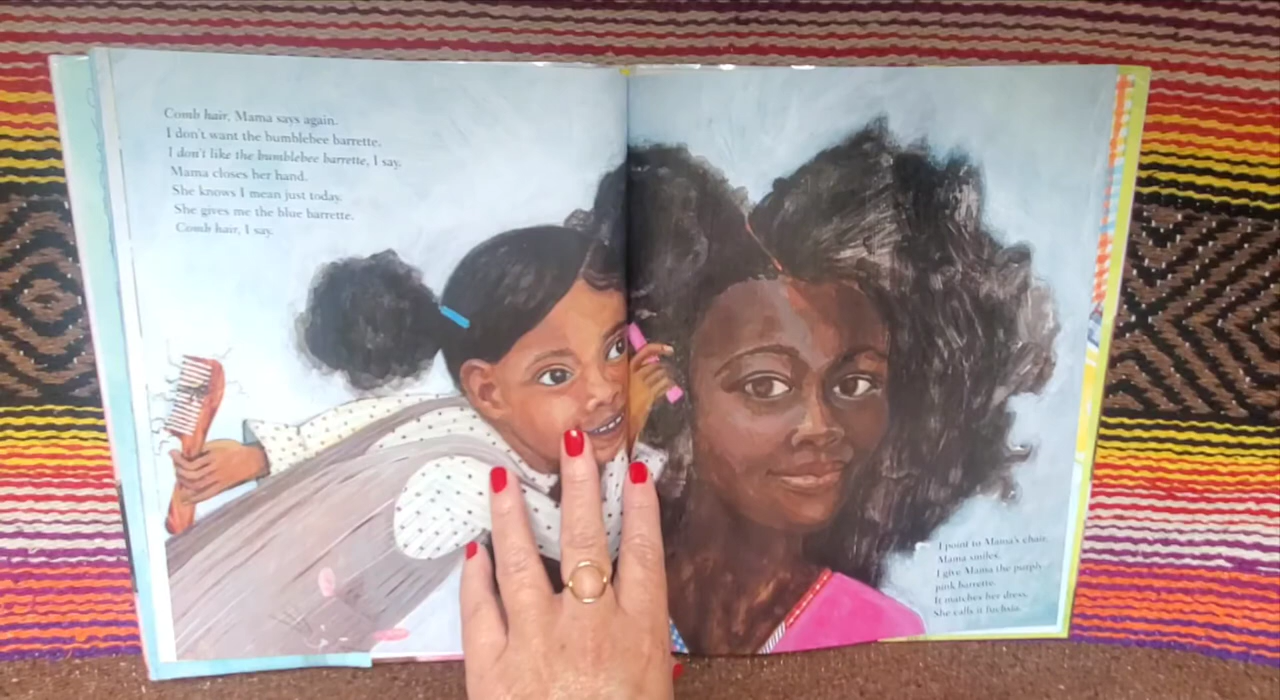 Comb hair, Mama says again.
I don't want the bumblebee barrette.
I don't like the bumblebee barrette, I say.
Mama closes her hand.
She knows I mean just today.
She gives me the blue barrette.
Comb hair, I say.
I point to Mama's chair.
Mama smiles.
I give Mama the purply
pink barrette.
It matches her dress.
She calls it fuchsia.